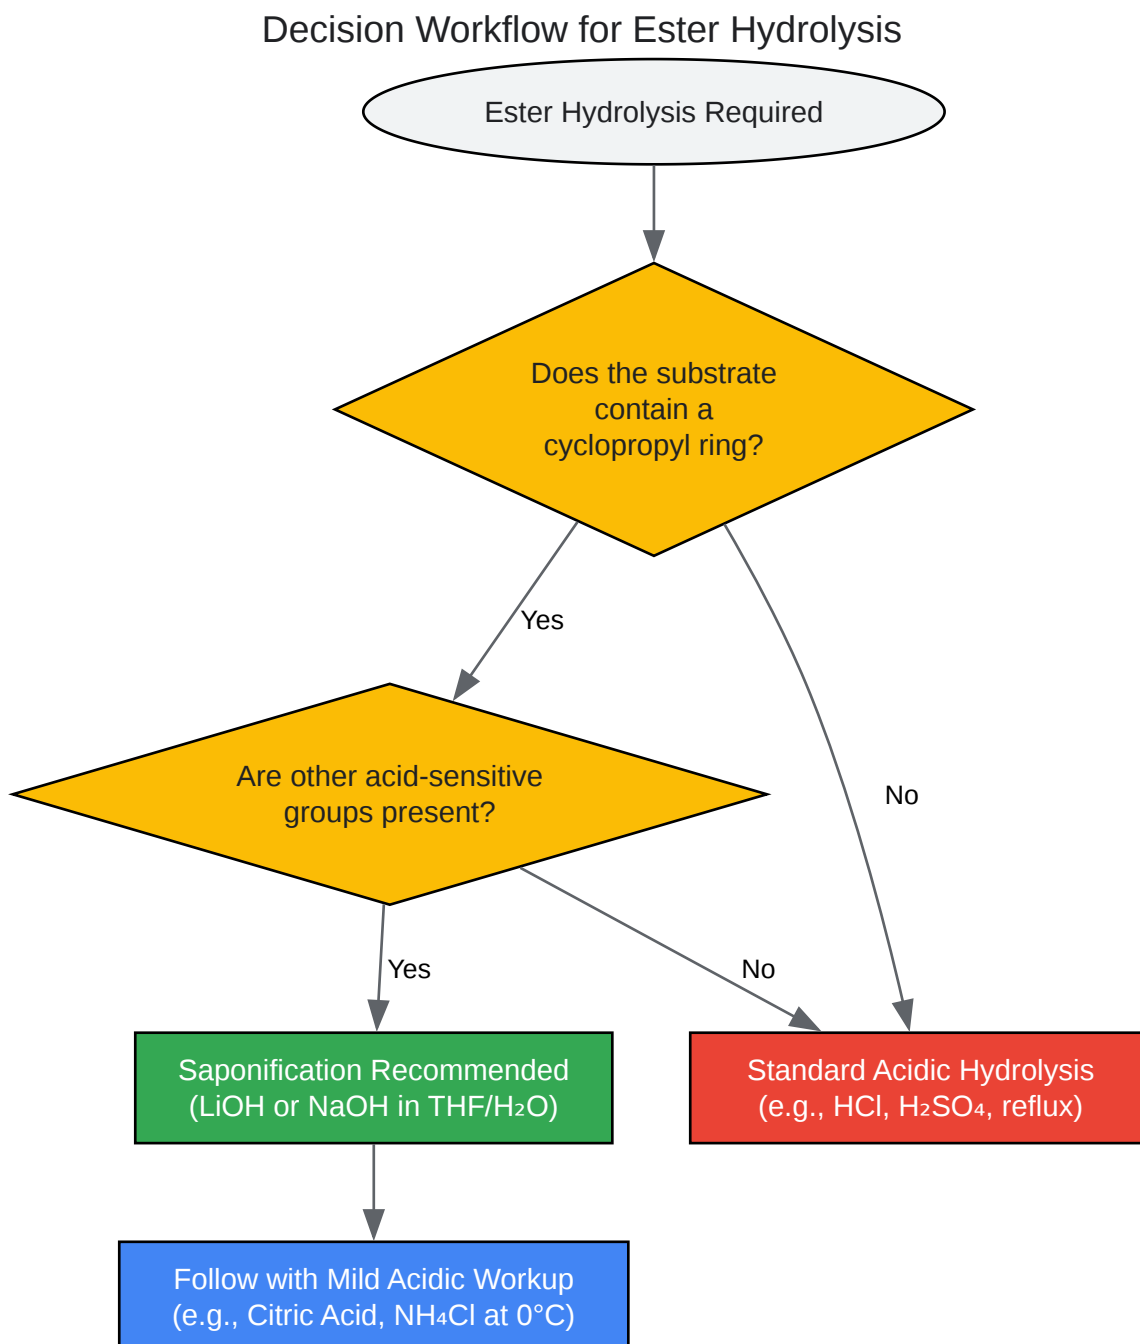 Decision Workflow for Ester Hydrolysis
Ester Hydrolysis Required
Does the substrate
contain a
cyclopropyl ring?
Yes
No
Are other acid-sensitive
groups present?
Yes
No
Saponification Recommended
(LiOH or NaOH in THF/H₂O)
Standard Acidic Hydrolysis
(e.g., HCl, H₂SO₄, reflux)
Follow with Mild Acidic Workup
(e.g., Citric Acid, NH₄Cl at 0°C)